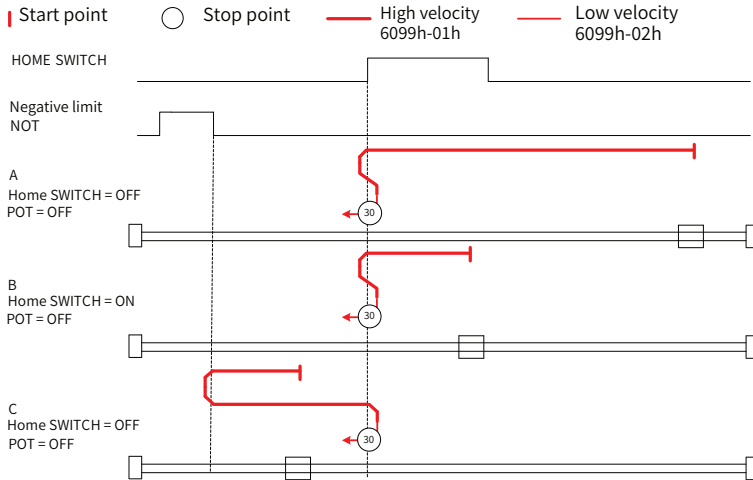 Start point
Stop point
High velocity
6099h-01h
Low velocity
6099h-02h
HOME SWITCH
Negative limit
NOT
A
Home SWITCH = OFF
POT = OFF
30
B
Home SWITCH = ON
POT = OFF
30
C
Home SWITCH = OFF
POT = OFF
30